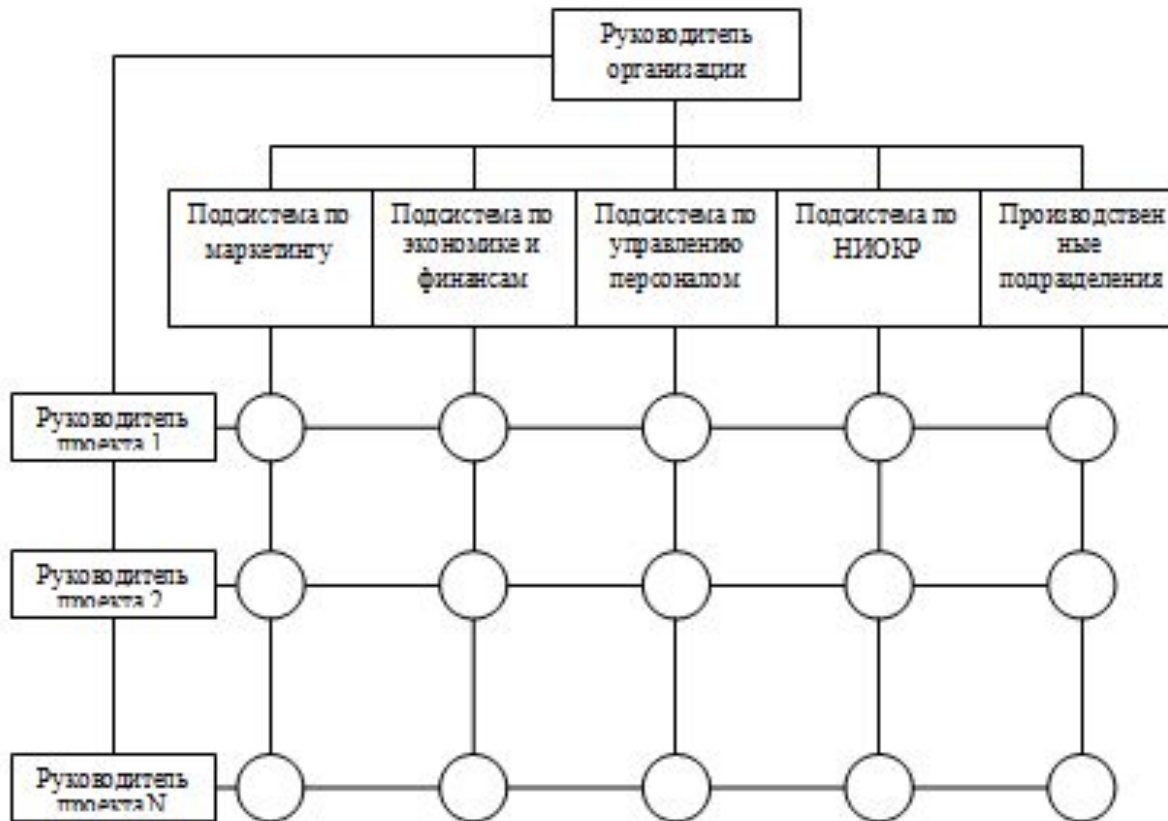 Руководитель
организации
Подсистема по
маркетингу
Подсистема по
экономике и
финансам
Подсистема по
управлению
персоналом
Подсистема по
НИОКР
Производствен
ные
подразделения
Руководитель
проекта 1
Руководитель
проекта 2
Руководитель
проекта N